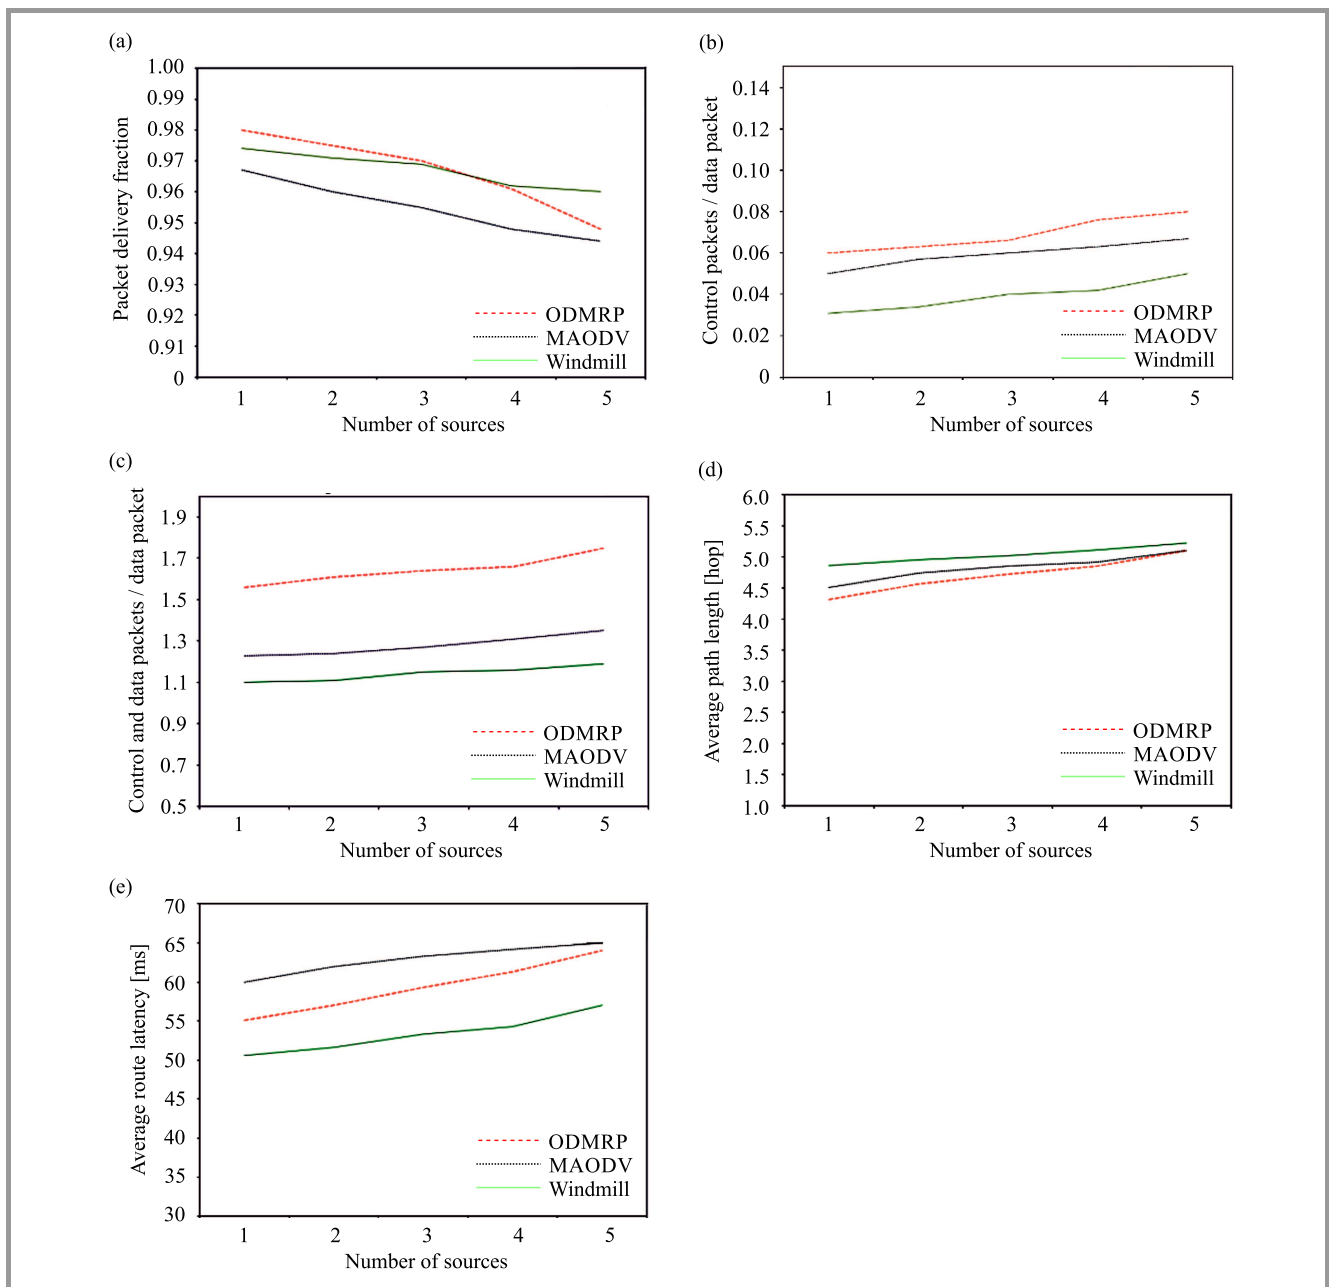 (a)
1.00
0.99
0.98
0.97
0.96
0.95
0.94
0.93
0.92
0.91
0
Packet delivery fraction
ODMRP
MAODV
Windmill
1 2 3 4 5
Number of sources
(b)
0.14
0.12
0.10
0.08
0.06
0.04
0.02
0
Control packets / data packet
ODMRP
MAODV
Windmill
1 2 3 4 5
Number of sources
(c)
1.9
1.7
1.5
1.3
1.1
0.9
0.7
0.5
Control and data packets / data packet
ODMRP
MAODV
Windmill
1 2 3 4 5
Number of sources
(d)
6.0
5.5
5.0
4.5
4.0
3.5
3.0
2.5
2.0
1.5
1.0
Average path length [hop]
ODMRP
MAODV
Windmill
1 2 3 4 5
Number of sources
(e)
70
65
60
55
50
45
40
35
30
Average route latency [ms]
ODMRP
MAODV
Windmill
1 2 3 4 5
Number of sources